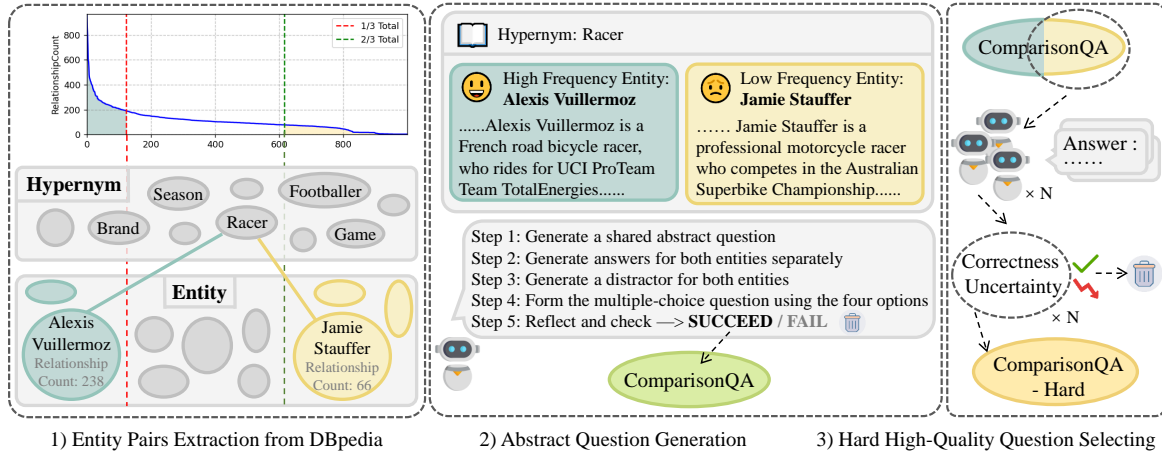 1/3 Total
2/3 Total
RelationshipCount
800
600
400
200
0
0
200
400
600
800
Hypernym
Season
Footballer
Brand
Racer
Game
Entity
Alexis
Vuillermoz
Relationship
Count: 238
Jamie
Stauffer
Relationship
Count: 66
1) Entity Pairs Extraction from DBpedia
Hypernym: Racer
High Frequency Entity:
Alexis Vuillermoz
......Alexis Vuillermoz is a
French road bicycle racer,
who rides for UCI ProTeam
Team TotalEnergies......
Low Frequency Entity:
Jamie Stauffer
...... Jamie Stauffer is a
professional motorcycle racer
who competes in the Australian
Superbike Championship......
Step 1: Generate a shared abstract question
Step 2: Generate answers for both entities separately
Step 3: Generate a distractor for both entities
Step 4: Form the multiple-choice question using the four options
Step 5: Reflect and check —> SUCCEED / FAIL
ComparisonQA
2) Abstract Question Generation
ComparisonQA
Answer :
......
× N
Correctness
Uncertainty
× N
ComparisonQA
- Hard
3) Hard High-Quality Question Selecting